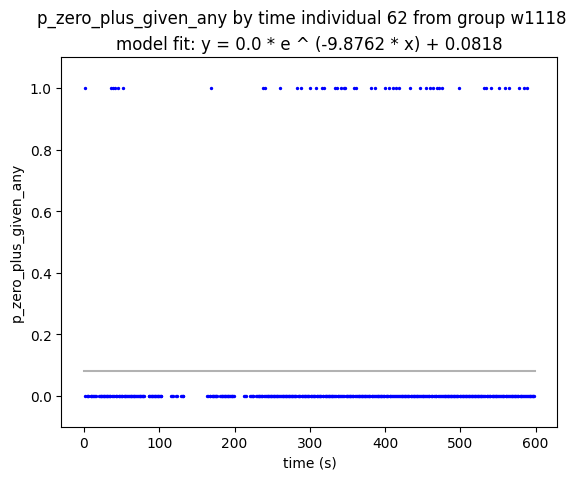 p_zero_plus_given_any by time individual 62 from group w1118
model fit: y = 0.0 * e ^ (-9.8762 * x) + 0.0818
p_zero_plus_given_any
1.0
0.8
0.6
0.4
0.2
0.0
0 100 200 300 400 500 600
time (s)